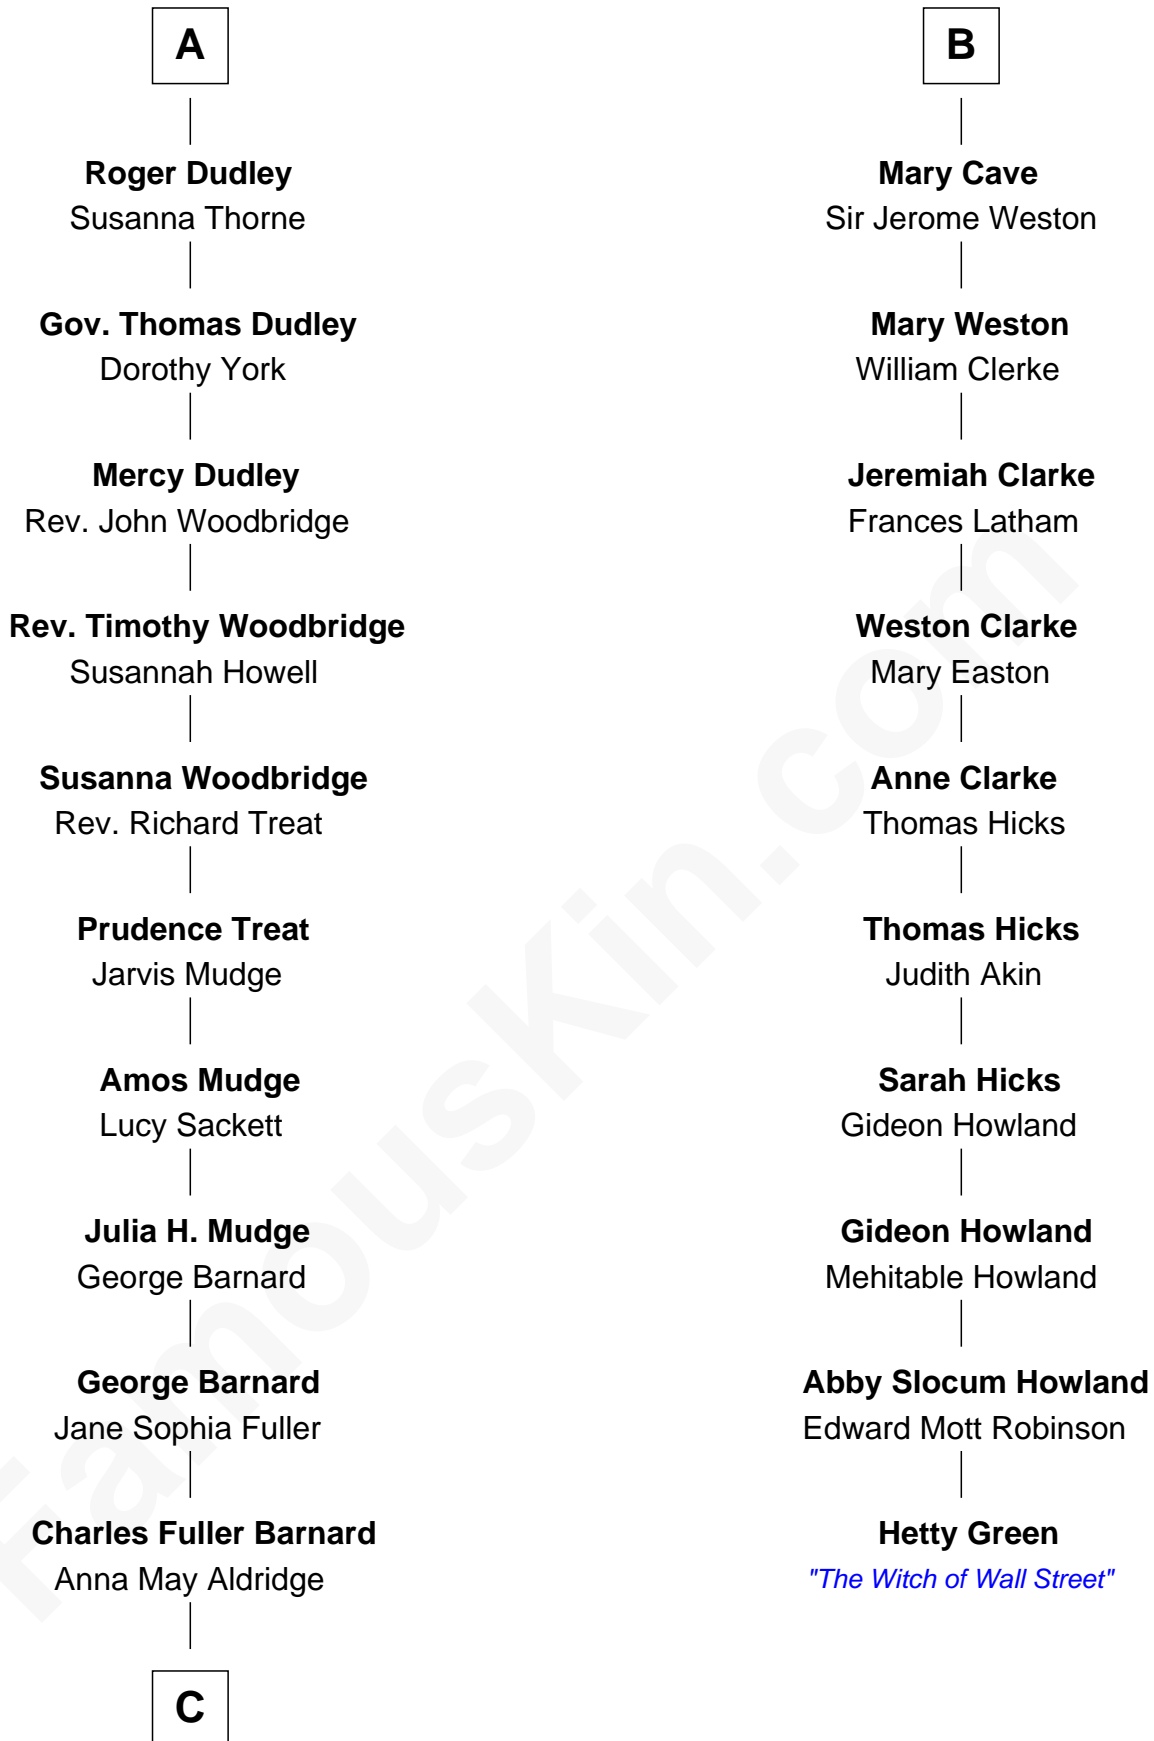 A
Roger Dudley
Susanna Thorne
Gov. Thomas Dudley
Dorothy York
Mercy Dudley
Rev. John Woodbridge
Rev. Timothy Woodbridge
Susannah Howell
Susanna Woodbridge
Rev. Richard Treat
Prudence Treat
Jarvis Mudge
Amos Mudge
Lucy Sackett
Julia H. Mudge
George Barnard
George Barnard
Jane Sophia Fuller
Charles Fuller Barnard
Anna May Aldridge
C
B
Mary Cave
Sir Jerome Weston
Mary Weston
William Clerke
Jeremiah Clarke
Frances Latham
Weston Clarke
Mary Easton
Anne Clarke
Thomas Hicks
Thomas Hicks
Judith Akin
Sarah Hicks
Gideon Howland
Gideon Howland
Mehitable Howland
Abby Slocum Howland
Edward Mott Robinson
Hetty Green
"The Witch of Wall Street"
FamousKin.com